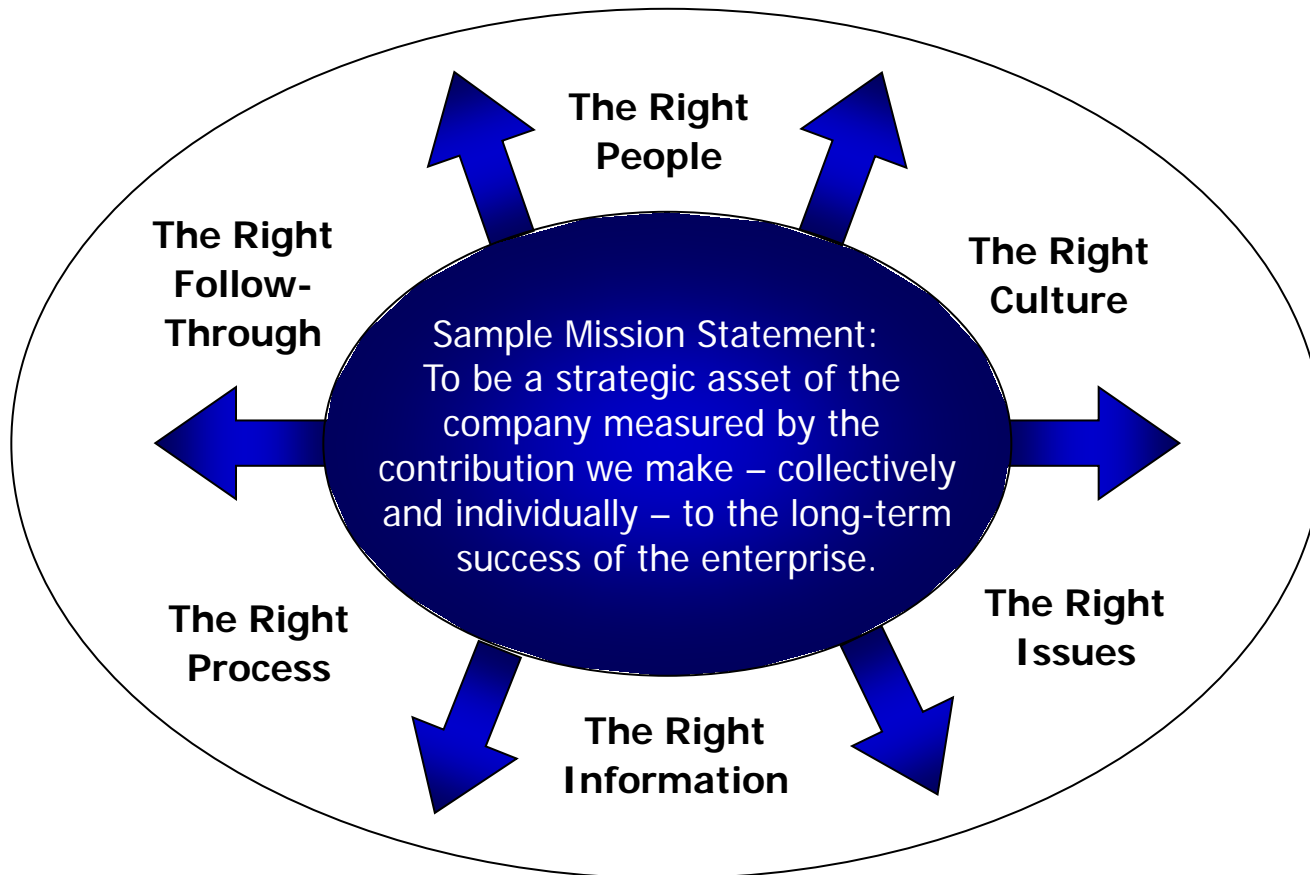 The Right
People
The Right
Culture
The Right
Issues
The Right
Information
The Right
Process
The Right
Follow-
Through
Sample Mission Statement:
To be a strategic asset of the
company measured by the
contribution we make – collectively
and individually – to the long-term
success of the enterprise.